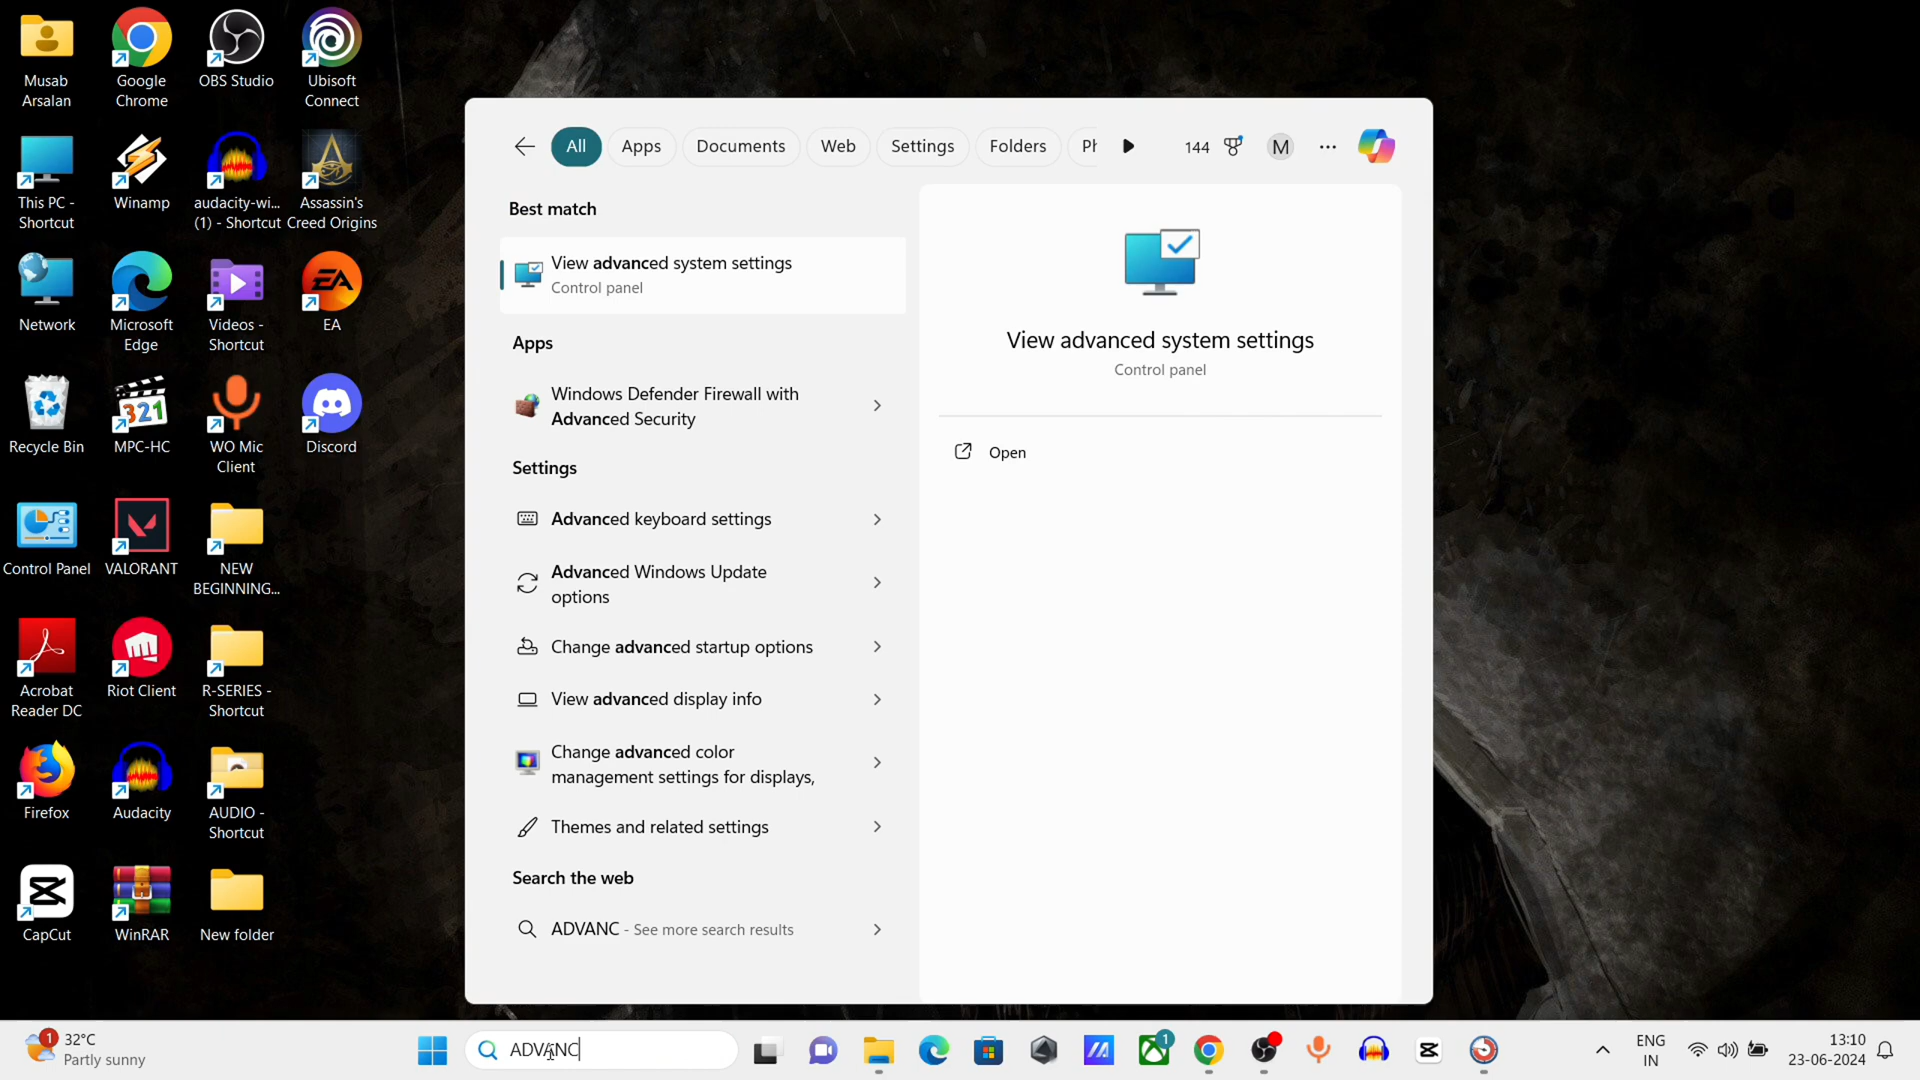 Musab
Arsalan
Google
Chrome
OBS Studio
Ubisoft
Connect
This PC -
Shortcut
Winamp
audacity-wi...
(1) - Shortcut
Assassin's
Creed Origins
Network
Microsoft
Edge
Videos -
Shortcut
EA
EA
Recycle Bin
321
MPC-HC
WO Mic
Client
Discord
Control Panel
VALORANT
NEW
BEGINNING...
Acrobat
Reader DC
Riot Client
R-SERIES -
Shortcut
Firefox
Audacity
AUDIO -
Shortcut
CapCut
WinRAR
New folder
All
Apps
Documents
Web
Settings
Folders
Ph
144
M
Best match
View advanced system settings
Control panel
Apps
Windows Defender Firewall with
Advanced Security
Settings
Advanced keyboard settings
Advanced Windows Update
options
Change advanced startup options
View advanced display info
Change advanced color
management settings for displays,
Themes and related settings
Search the web
ADVANC - See more search results
View advanced system settings
Control panel
Open
1
32°C
Partly sunny
ADVANC
1
ENG
IN
13:10
23-06-2024